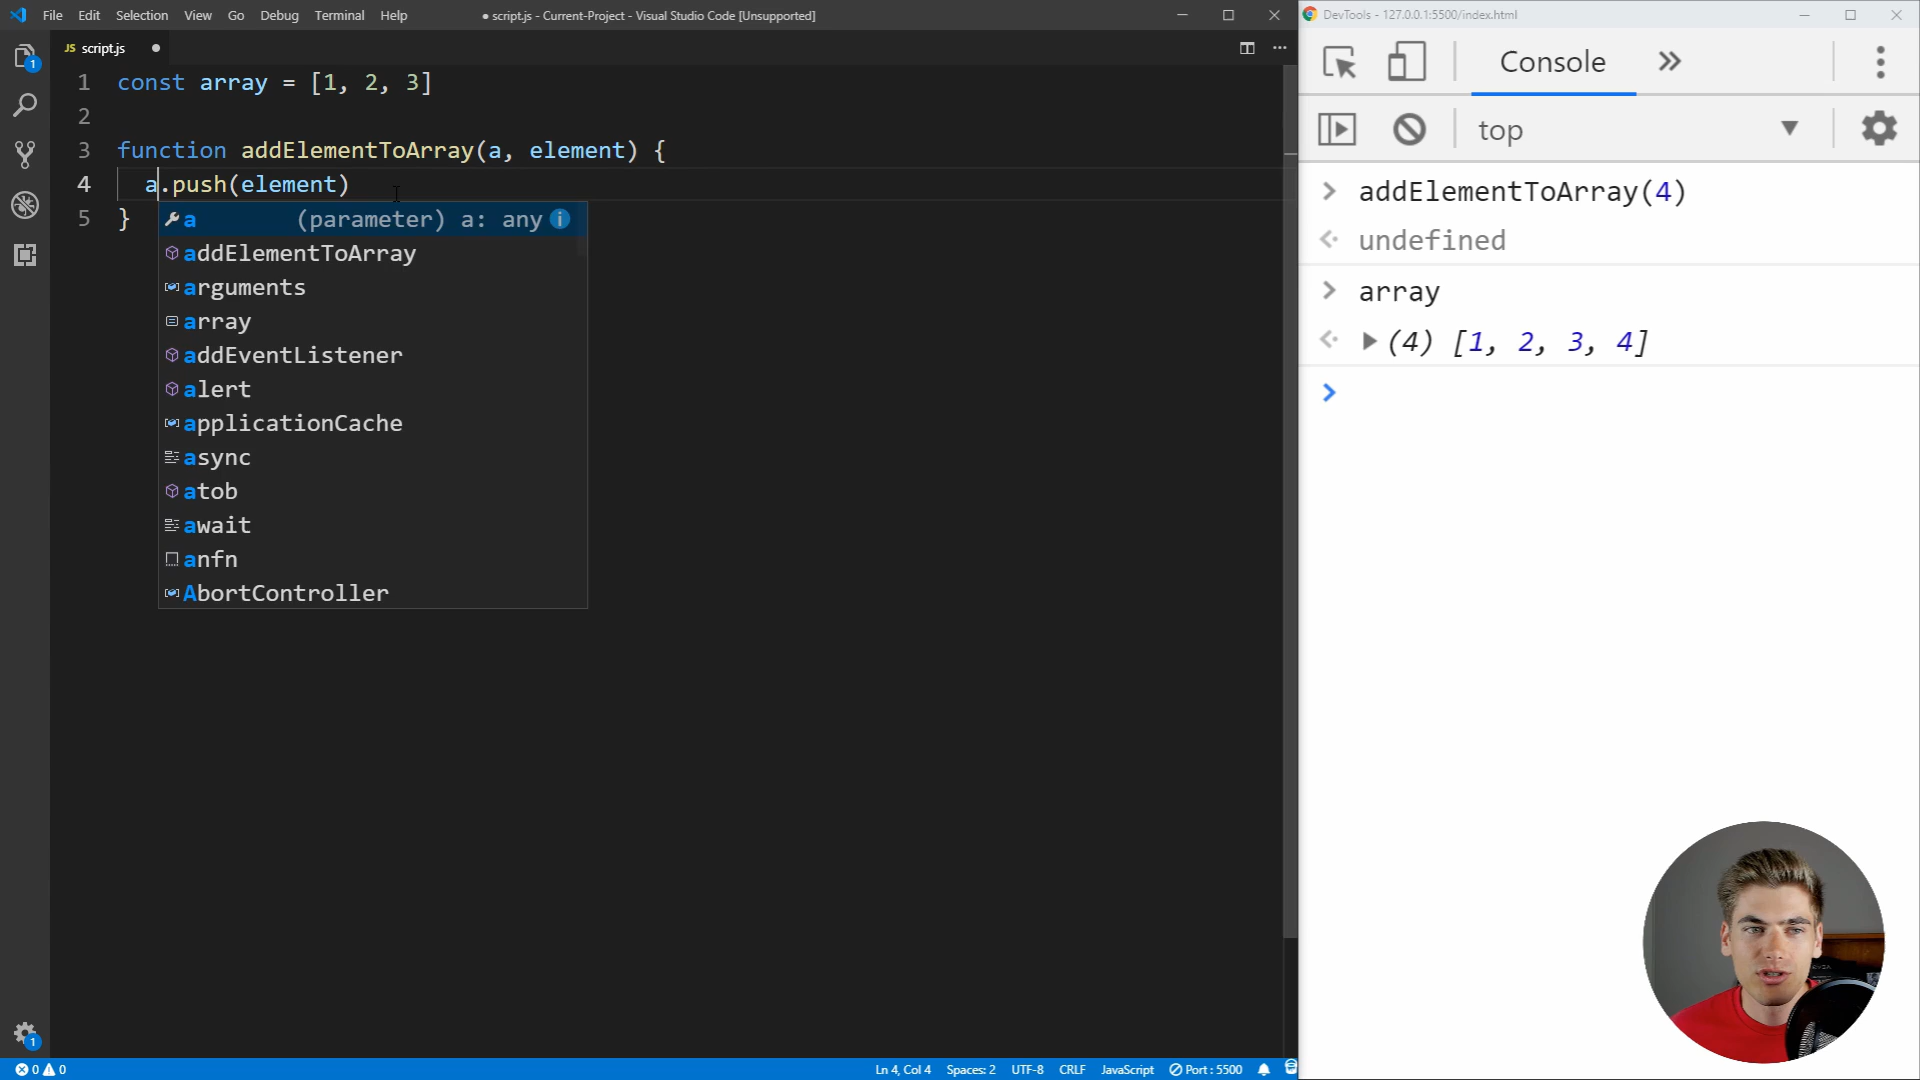 File Edit Selection View Go Debug Terminal Help
● script.js - Current-Project - Visual Studio Code [Unsupported]
JS script.js
1 const array = [1, 2, 3]
2
3 function addElementToArray(a, element) {
4 a.push(element)
5 }
a (parameter) a: any
addElementToArray
arguments
array
addEventListener
alert
applicationCache
async
atob
await
anfn
AbortController
1
1
0 0
Ln 4, Col 4 Spaces: 2 UTF-8 CRLF JavaScript Port : 5500
DevTools - 127.0.0.1:5500/index.html
Console
top
> addElementToArray(4)
undefined
> array
(4) [1, 2, 3, 4]
>